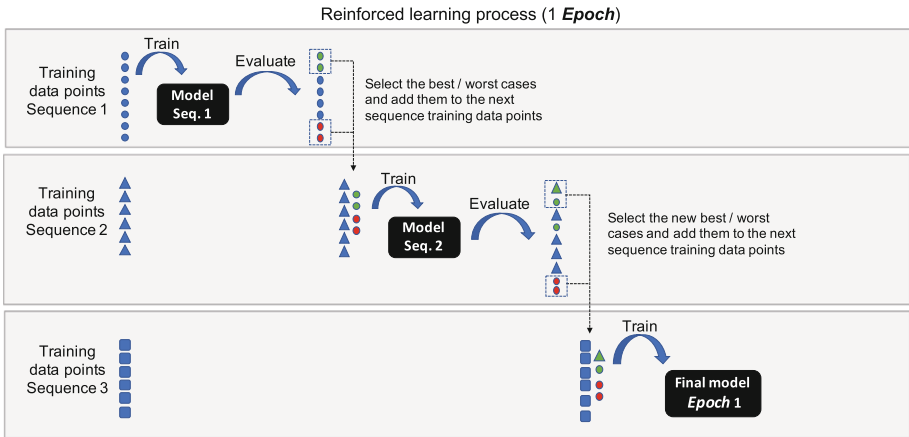 Reinforced learning process (1 Epoch)
Training
data points
Sequence 1
Train
Model
Seq. 1
Evaluate
Select the best / worst cases
and add them to the next
sequence training data points
Training
data points
Sequence 2
Train
Model
Seq. 2
Evaluate
Select the new best / worst
cases and add them to the next
sequence training data points
Training
data points
Sequence 3
Train
Final model
Epoch 1